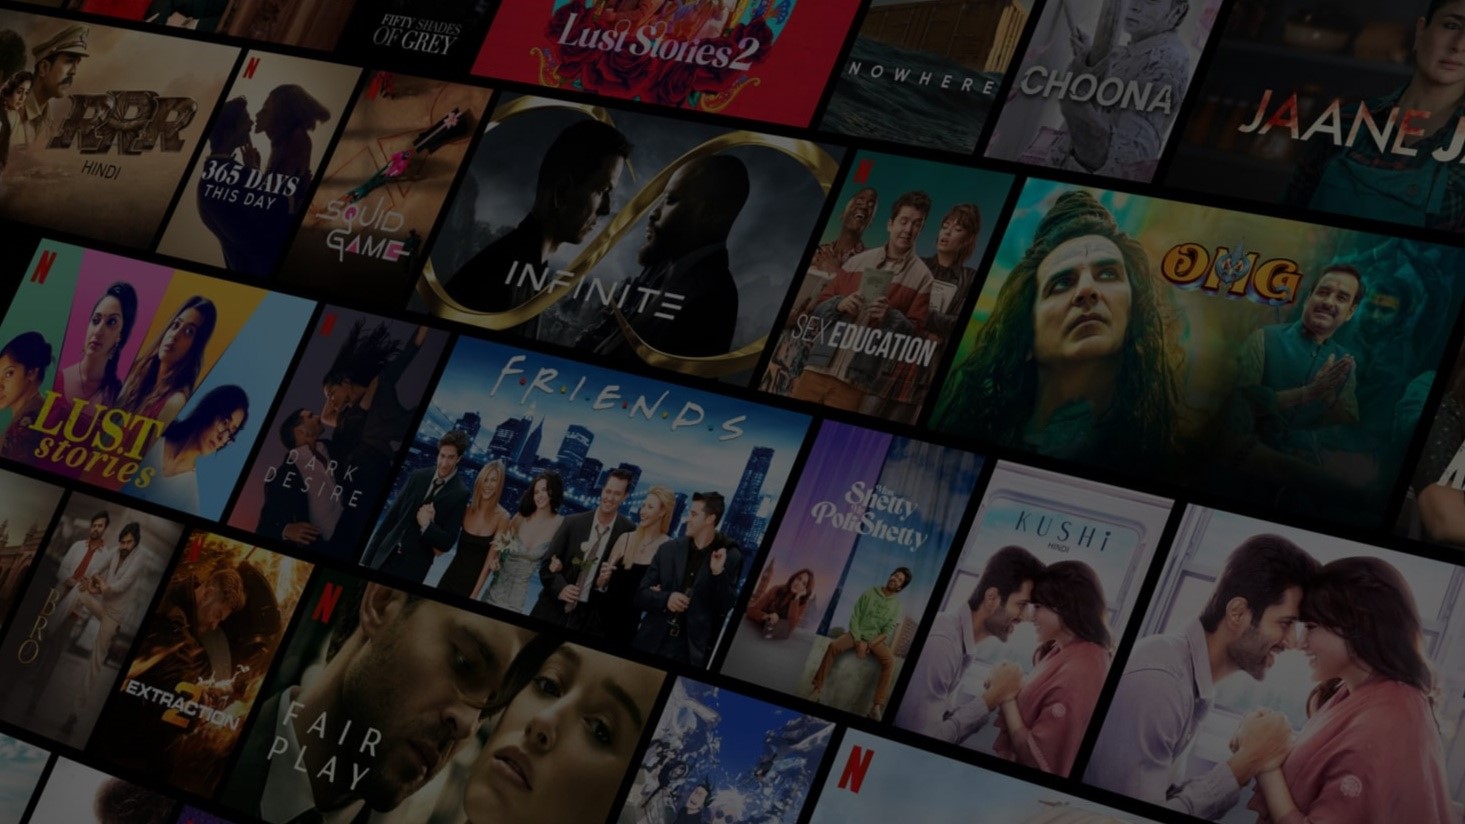 FIFTY SHADES
OF GREY
Lust Stories 2
NOWHERE
CHOONA
JAANE J
RRR
HINDI
365 DAYS
THIS DAY
SQUID
GAME
INFINITE
SEX EDUCATION
OMG
LUST
stories
DARK
DESIRE
F.R.I.E.N.D.S
Miss Shetty
Mr Polishetty
KUSHi
HINDI
BRO
EXTRACTION
2
FAIR
PLAY
N